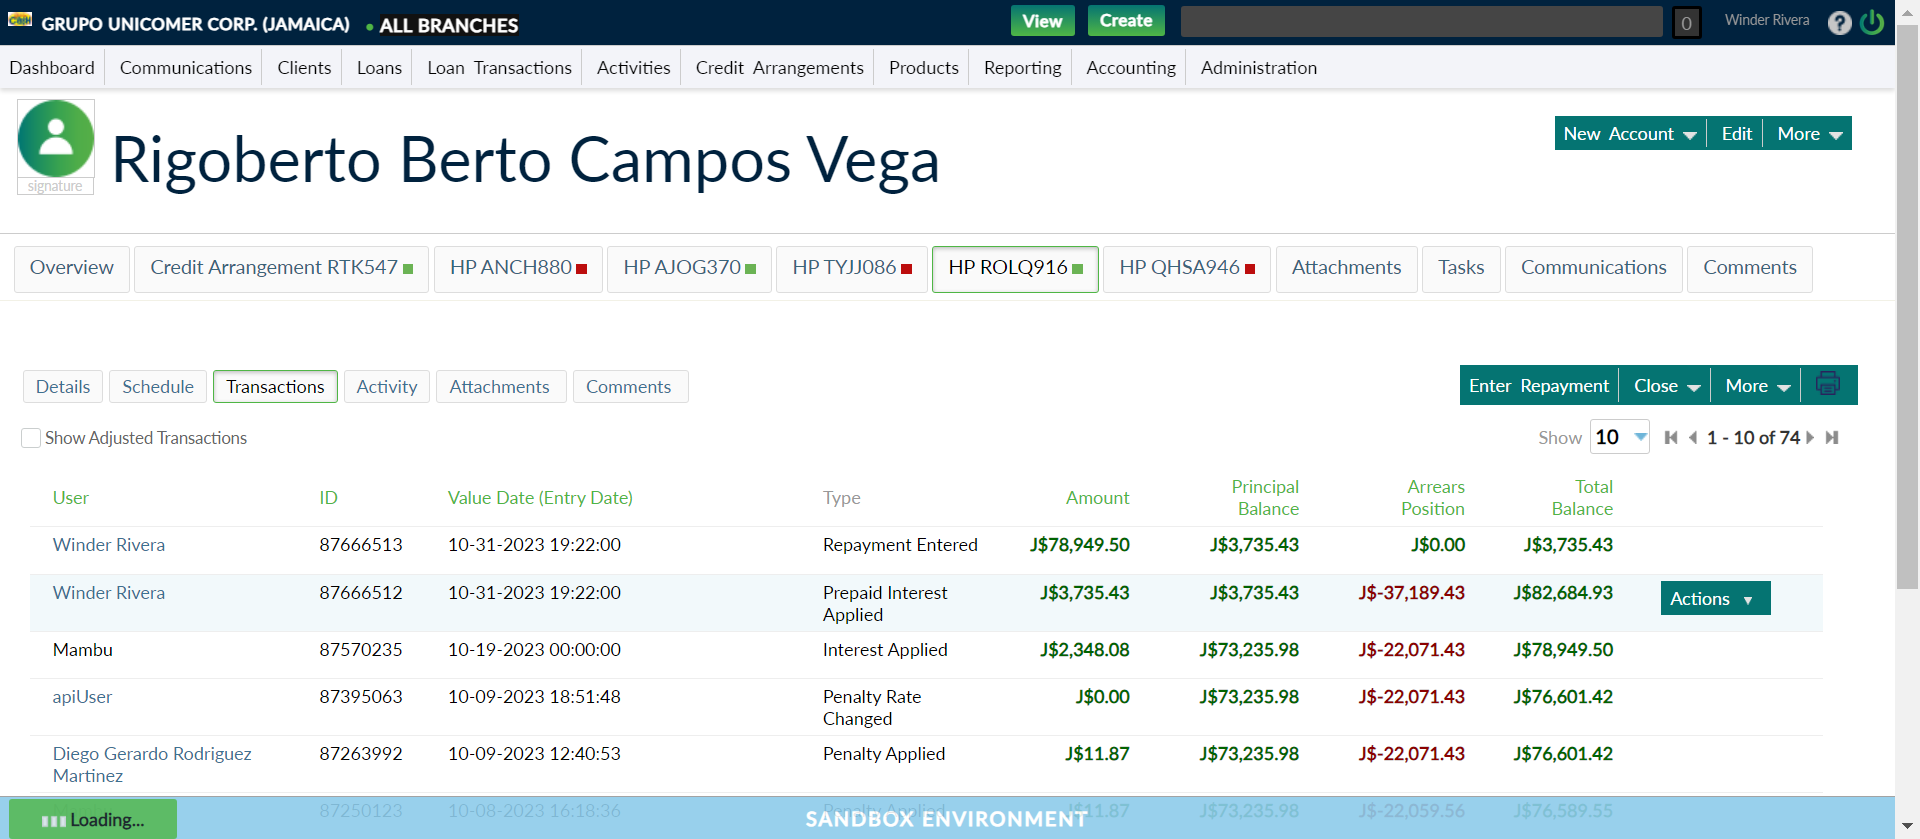 GRUPO UNICOMER CORP. (JAMAICA) ALL BRANCHES View Create 0 Winder Rivera ?
Dashboard Communications Clients Loans Loan Transactions Activities Credit Arrangements Products Reporting Accounting Administration
Rigoberto Berto Campos Vega
signature
New Account Edit More
Overview Credit Arrangement RTK547 HP ANCH880 HP AJOG370 HP TYJJ086 HP ROLQ916 HP QHSA946 Attachments Tasks Communications Comments
Details Schedule Transactions Activity Attachments Comments Enter Repayment Close More
Show Adjusted Transactions Show 10 1 - 10 of 74
User ID Value Date (Entry Date) Type Amount Principal Balance Arrears Position Total Balance
Winder Rivera 87666513 10-31-2023 19:22:00 Repayment Entered J$78,949.50 J$3,735.43 J$0.00 J$3,735.43
Winder Rivera 87666512 10-31-2023 19:22:00 Prepaid Interest Applied J$3,735.43 J$3,735.43 J$-37,189.43 J$82,684.93 Actions
Mambu 87570235 10-19-2023 00:00:00 Interest Applied J$2,348.08 J$73,235.98 J$-22,071.43 J$78,949.50
apiUser 87395063 10-09-2023 18:51:48 Penalty Rate Changed J$0.00 J$73,235.98 J$-22,071.43 J$76,601.42
Diego Gerardo Rodriguez Martinez 87263992 10-09-2023 12:40:53 Penalty Applied J$11.87 J$73,235.98 J$-22,071.43 J$76,601.42
87250123 10-08-2023 16:18:36 Penalty Applied J$11.87 J$73,235.98 J$-22,059.56 J$76,589.55
Loading... SANDBOX ENVIRONMENT